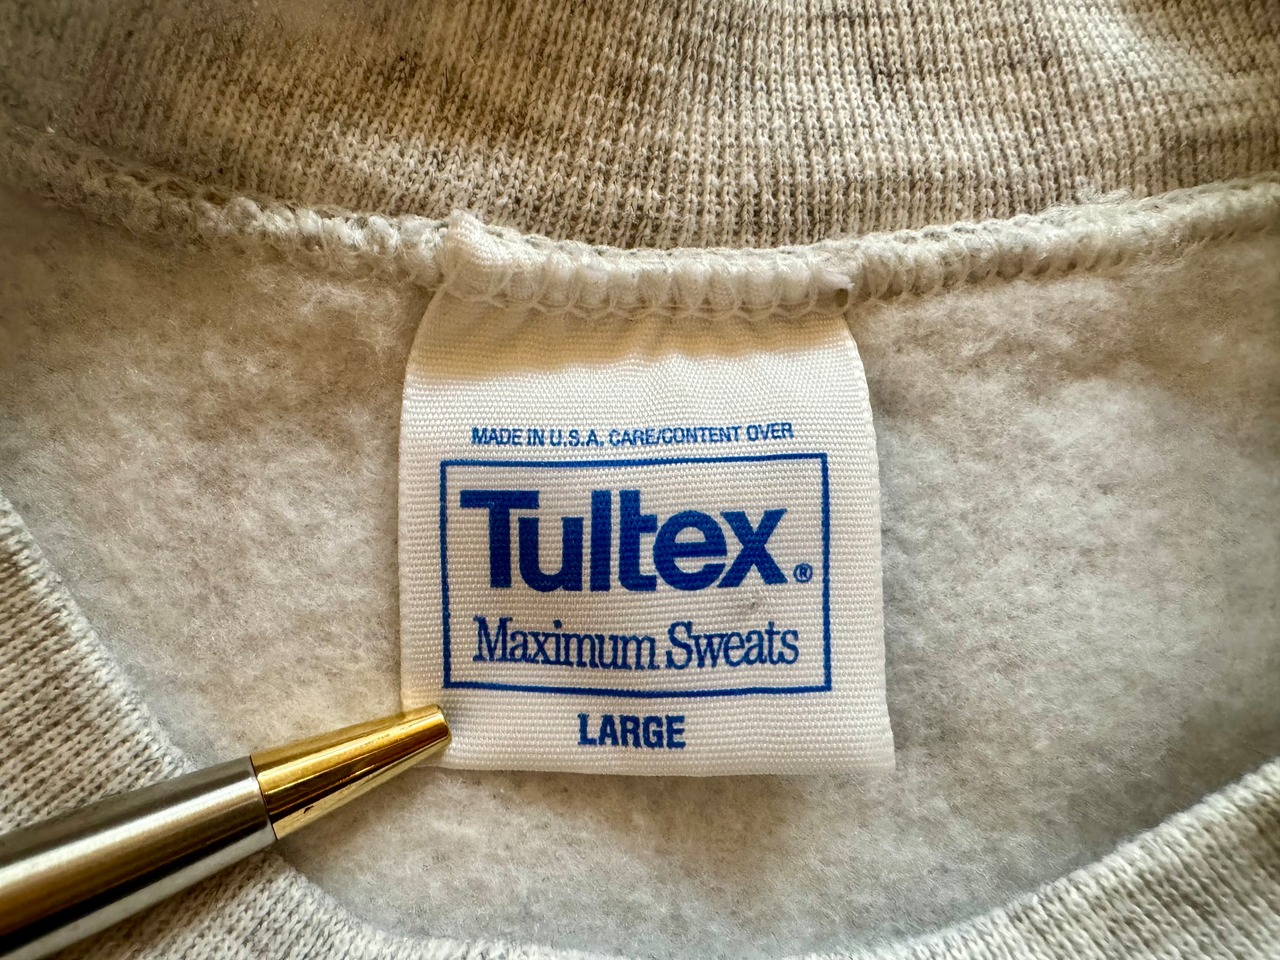 MADE IN U.S.A. CARE/CONTENT OVER
Tultex®
Maximum Sweats
LARGE